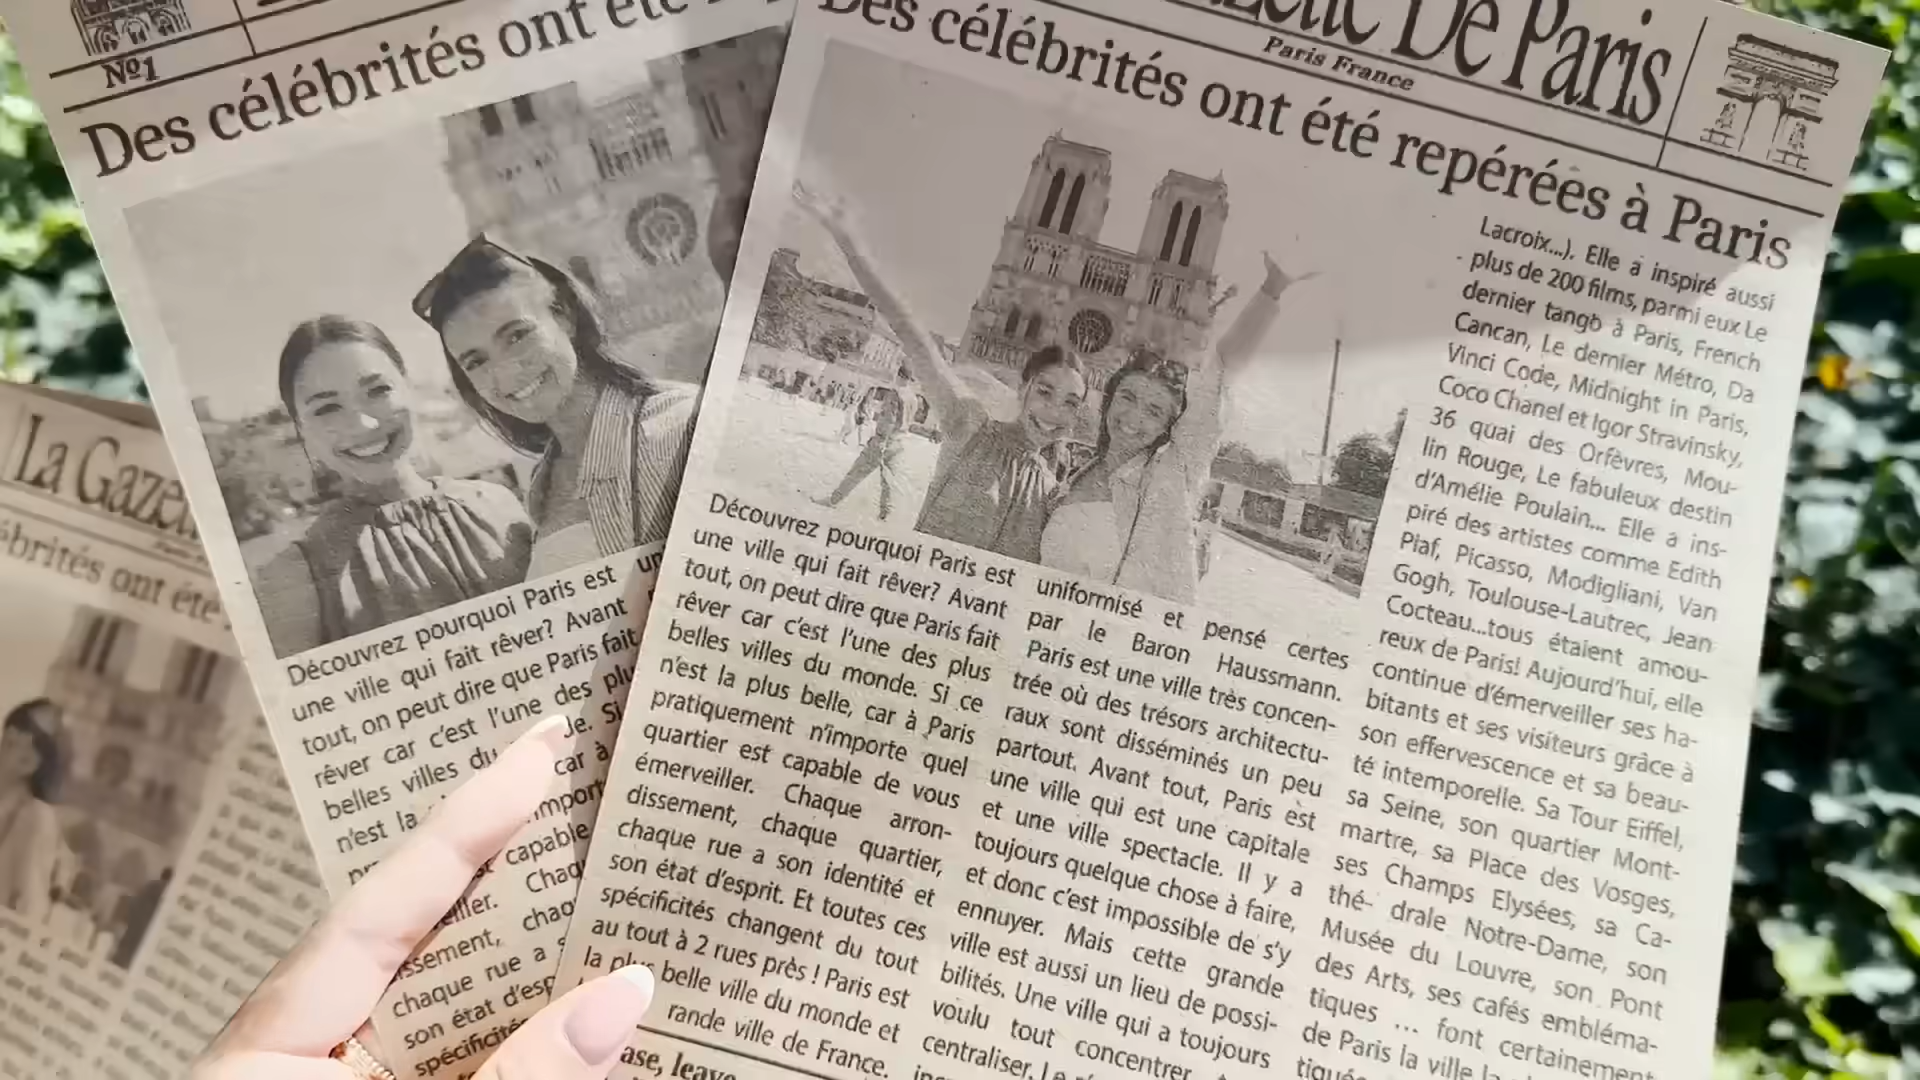 Nº1
Des célébrités ont été
Découvrez pourquoi Paris est
une ville qui fait rêver? Avant
tout, on peut dire que Paris fait
rêver car c'est l'une des plu
belles villes du
n'est la
capable
Chaq
chaque rue a
son état d'esp
spécificités
La Gazet
ébrités ont été
De Paris
Paris France
Des célébrités ont été repérées à Paris
Découvrez pourquoi Paris est
une ville qui fait rêver? Avant
tout, on peut dire que Paris fait
rêver car c'est l'une des plus
belles villes du monde. Si ce
n'est la plus belle, car à Paris
pratiquement n'importe quel
quartier est capable de vous
émerveiller. Chaque arron-
dissement, chaque quartier,
chaque rue a son identité et
son état d'esprit. Et toutes ces
spécificités changent du tout
au tout à 2 rues près ! Paris est
la plus belle ville du monde et
rande ville de France.
uniformisé et pensé certes
par le Baron Haussmann.
Paris est une ville très concen-
trée où des trésors architectu-
raux sont disséminés un peu
partout. Avant tout, Paris est
une ville qui est une capitale
et une ville spectacle. Il y a
toujours quelque chose à faire,
et donc c'est impossible de s'y
ennuyer. Mais cette grande
ville est aussi un lieu de possi-
bilités. Une ville qui a toujours
voulu tout concentrer,
centraliser.
Lacroix...). Elle a inspiré aussi
plus de 200 films, parmi eux Le
dernier tango à Paris, French
Cancan, Le dernier Métro, Da
Vinci Code, Midnight in Paris,
Coco Chanel et Igor Stravinsky,
36 quai des Orfèvres, Mou-
lin Rouge, Le fabuleux destin
d'Amélie Poulain... Elle a ins-
piré des artistes comme Edith
Piaf, Picasso, Modigliani, Van
Gogh, Toulouse-Lautrec, Jean
Cocteau...tous étaient amou-
reux de Paris! Aujourd'hui, elle
continue d'émerveiller ses ha-
bitants et ses visiteurs grâce à
son effervescence et sa beau-
té intemporelle. Sa Tour Eiffel,
sa Seine, son quartier Mont-
martre, sa Place des Vosges,
ses Champs Elysées, sa Ca-
thé- drale Notre-Dame, son
Musée du Louvre, son Pont
des Arts, ses cafés embléma-
tiques ... font certainement
de Paris la ville
ase, leave